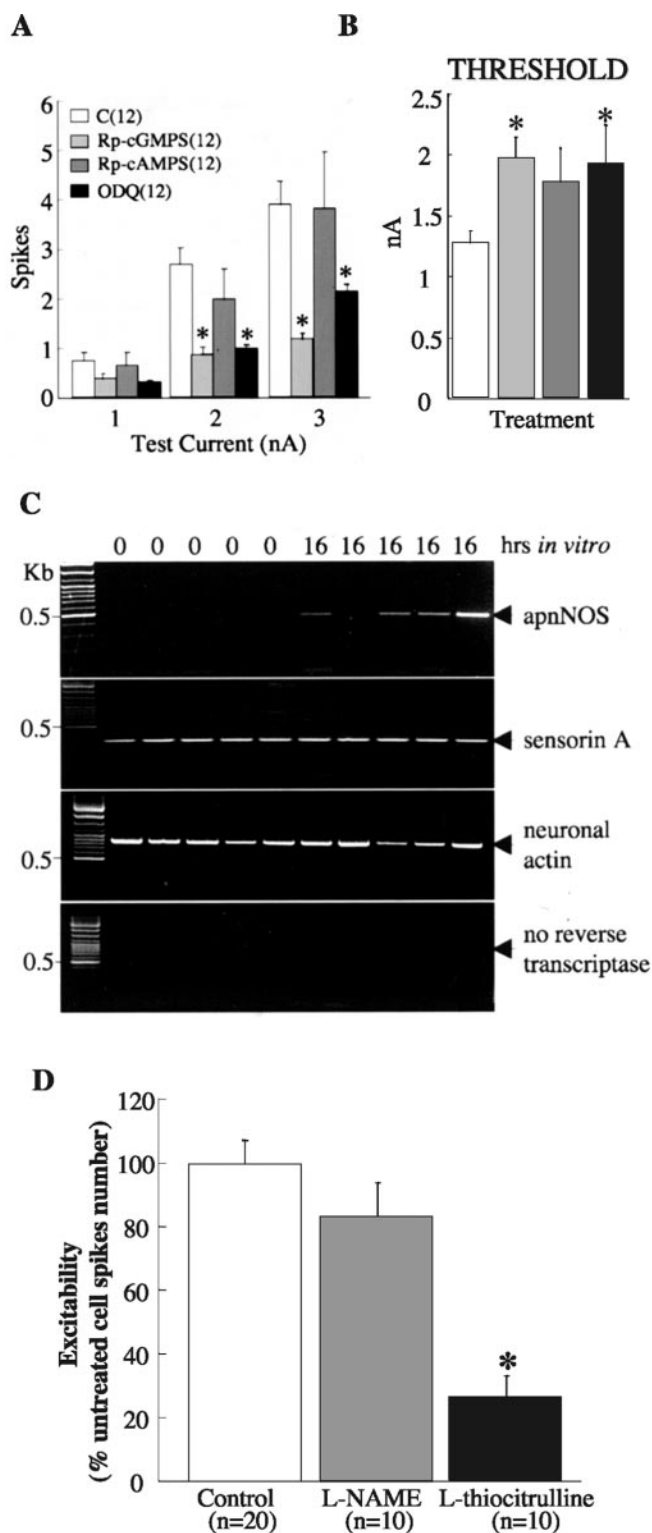 A
6
5
4
3
2
1
0
Spikes
C(12)
Rp-cGMPS(12)
Rp-cAMPS(12)
ODQ(12)
* * * *
1 2 3
Test Current (nA)
B
THRESHOLD
2.5
2
1.5
1
0.5
0
nA
* *
Treatment
C
0 0 0 0 0 16 16 16 16 16 hrs in vitro
Kb
0.5 apnNOS
0.5 sensorin A
0.5 neuronal
actin
0.5 no reverse
transcriptase
D
120
100
80
60
40
20
0
Excitability
(% untreated cell spikes number)
*
Control L-NAME L-thiocitrulline
(n=20) (n=10) (n=10)